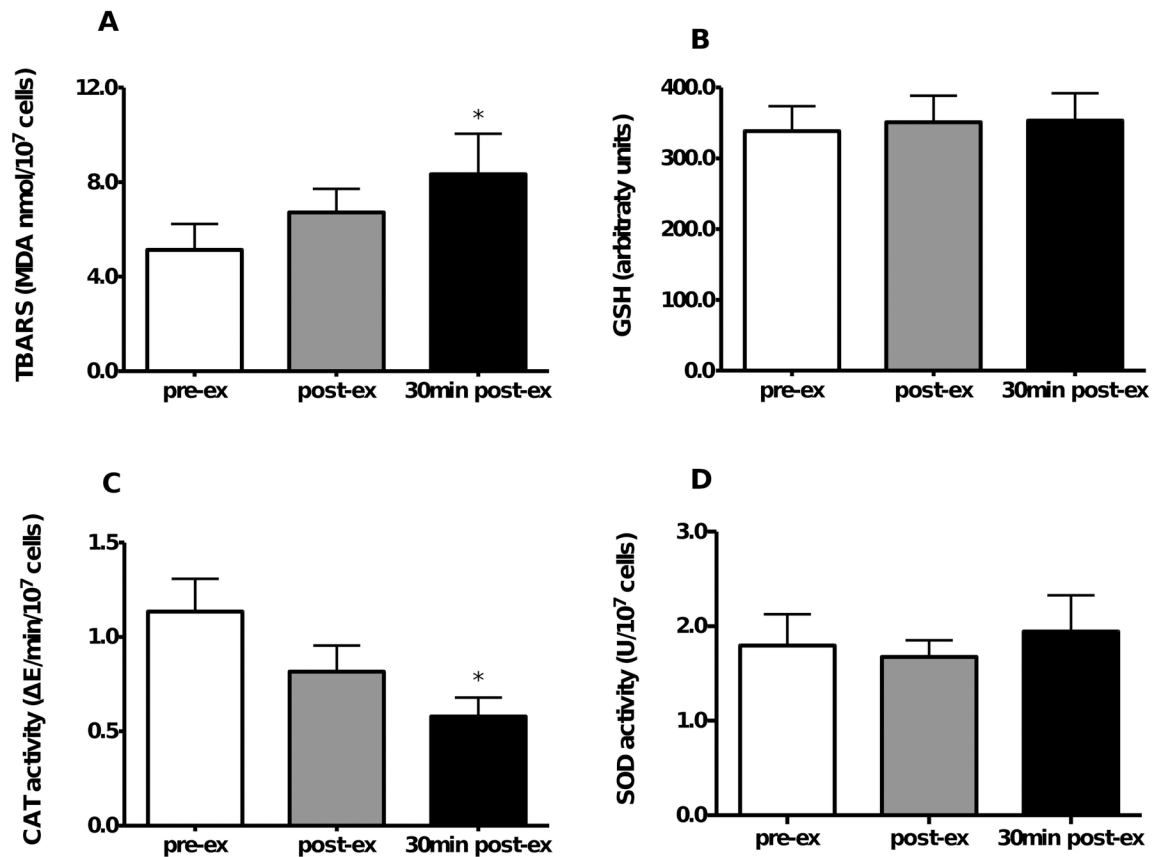 A
TBARS (MDA nmol/10⁷ cells)
12.0
8.0
4.0
0.0
*
pre-ex
post-ex
30min post-ex
B
GSH (arbitraty units)
400.0
300.0
200.0
100.0
0.0
pre-ex
post-ex
30min post-ex
C
CAT activity (ΔE/min/10⁷ cells)
1.5
1.0
0.5
0.0
*
pre-ex
post-ex
30min post-ex
D
SOD activity (U/10⁷ cells)
3.0
2.0
1.0
0.0
pre-ex
post-ex
30min post-ex